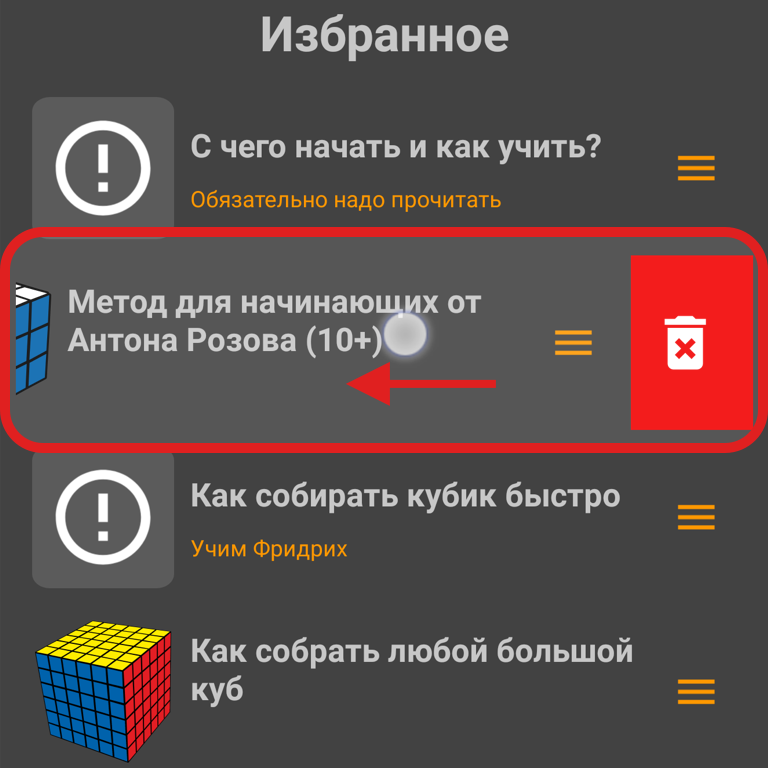 Избранное
С чего начать и как учить?
Обязательно надо прочитать
Метод для начинающих от
Антона Розова (10+)
Как собирать кубик быстро
Учим Фридрих
Как собрать любой большой
куб